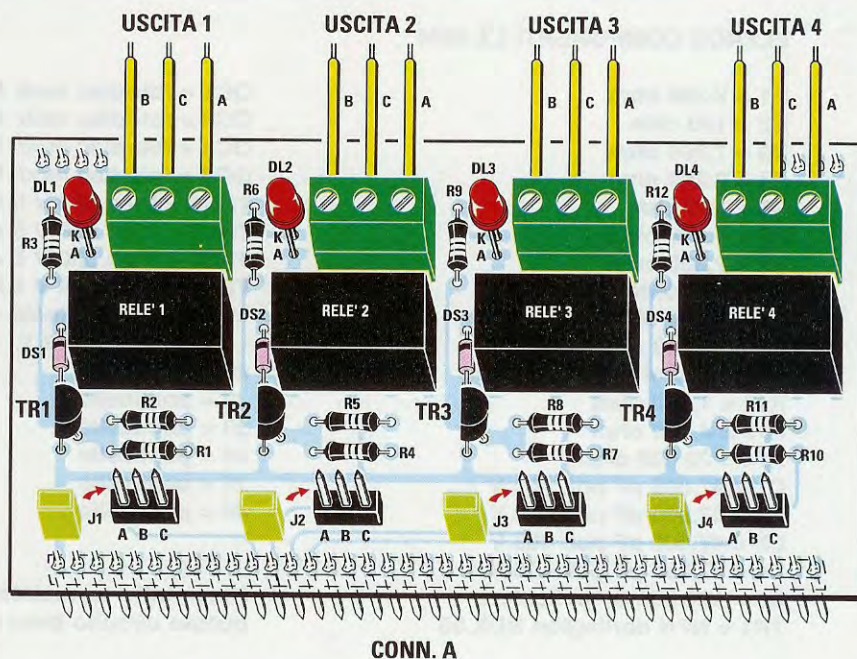 USCITA 1 USCITA 2 USCITA 3 USCITA 4
B C A B C A B C A B C A
DL1 R6 DL2 R9 DL3 R12 DL4
R3 K K K K
A A A A
RELE' 1 RELE' 2 RELE' 3 RELE' 4
DS1 DS2 DS3 DS4
TR1 R2 TR2 R5 TR3 R8 TR4 R11
R1 R4 R7 R10
J1 J2 J3 J4
A B C A B C A B C A B C
CONN. A